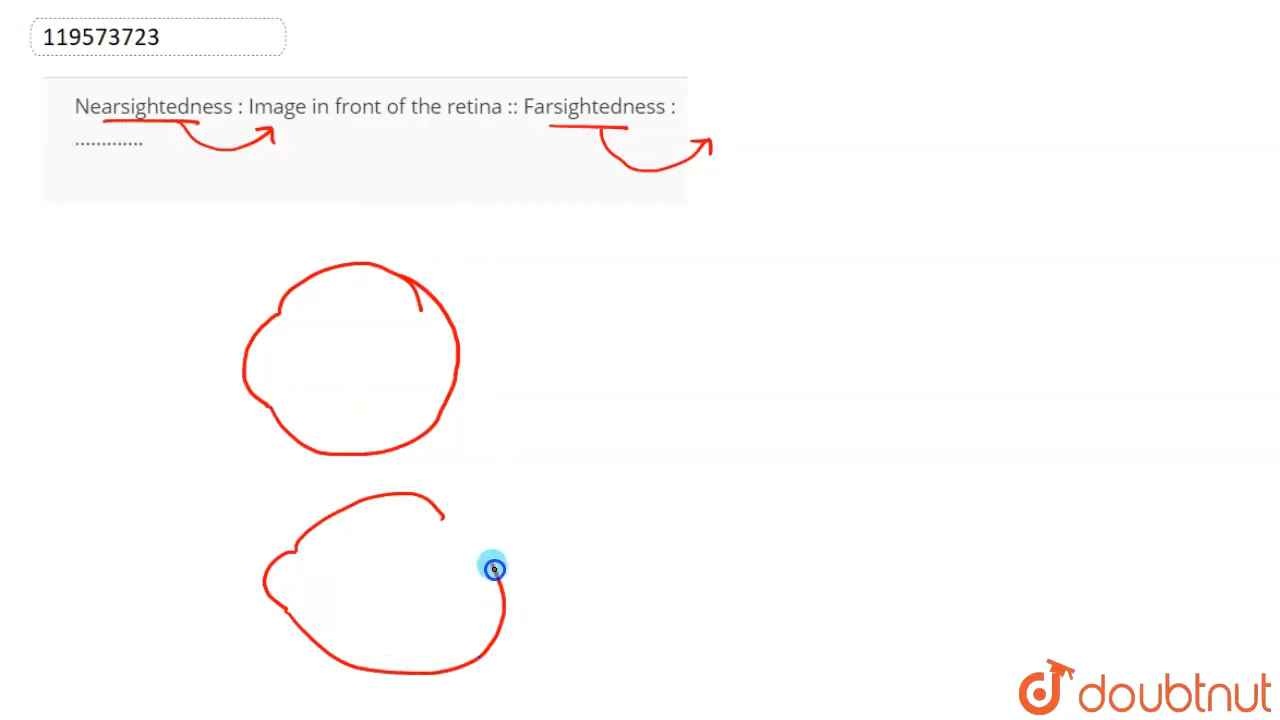 119573723
Nearsightedness : Image in front of the retina :: Farsightedness :
.............
doubtnut